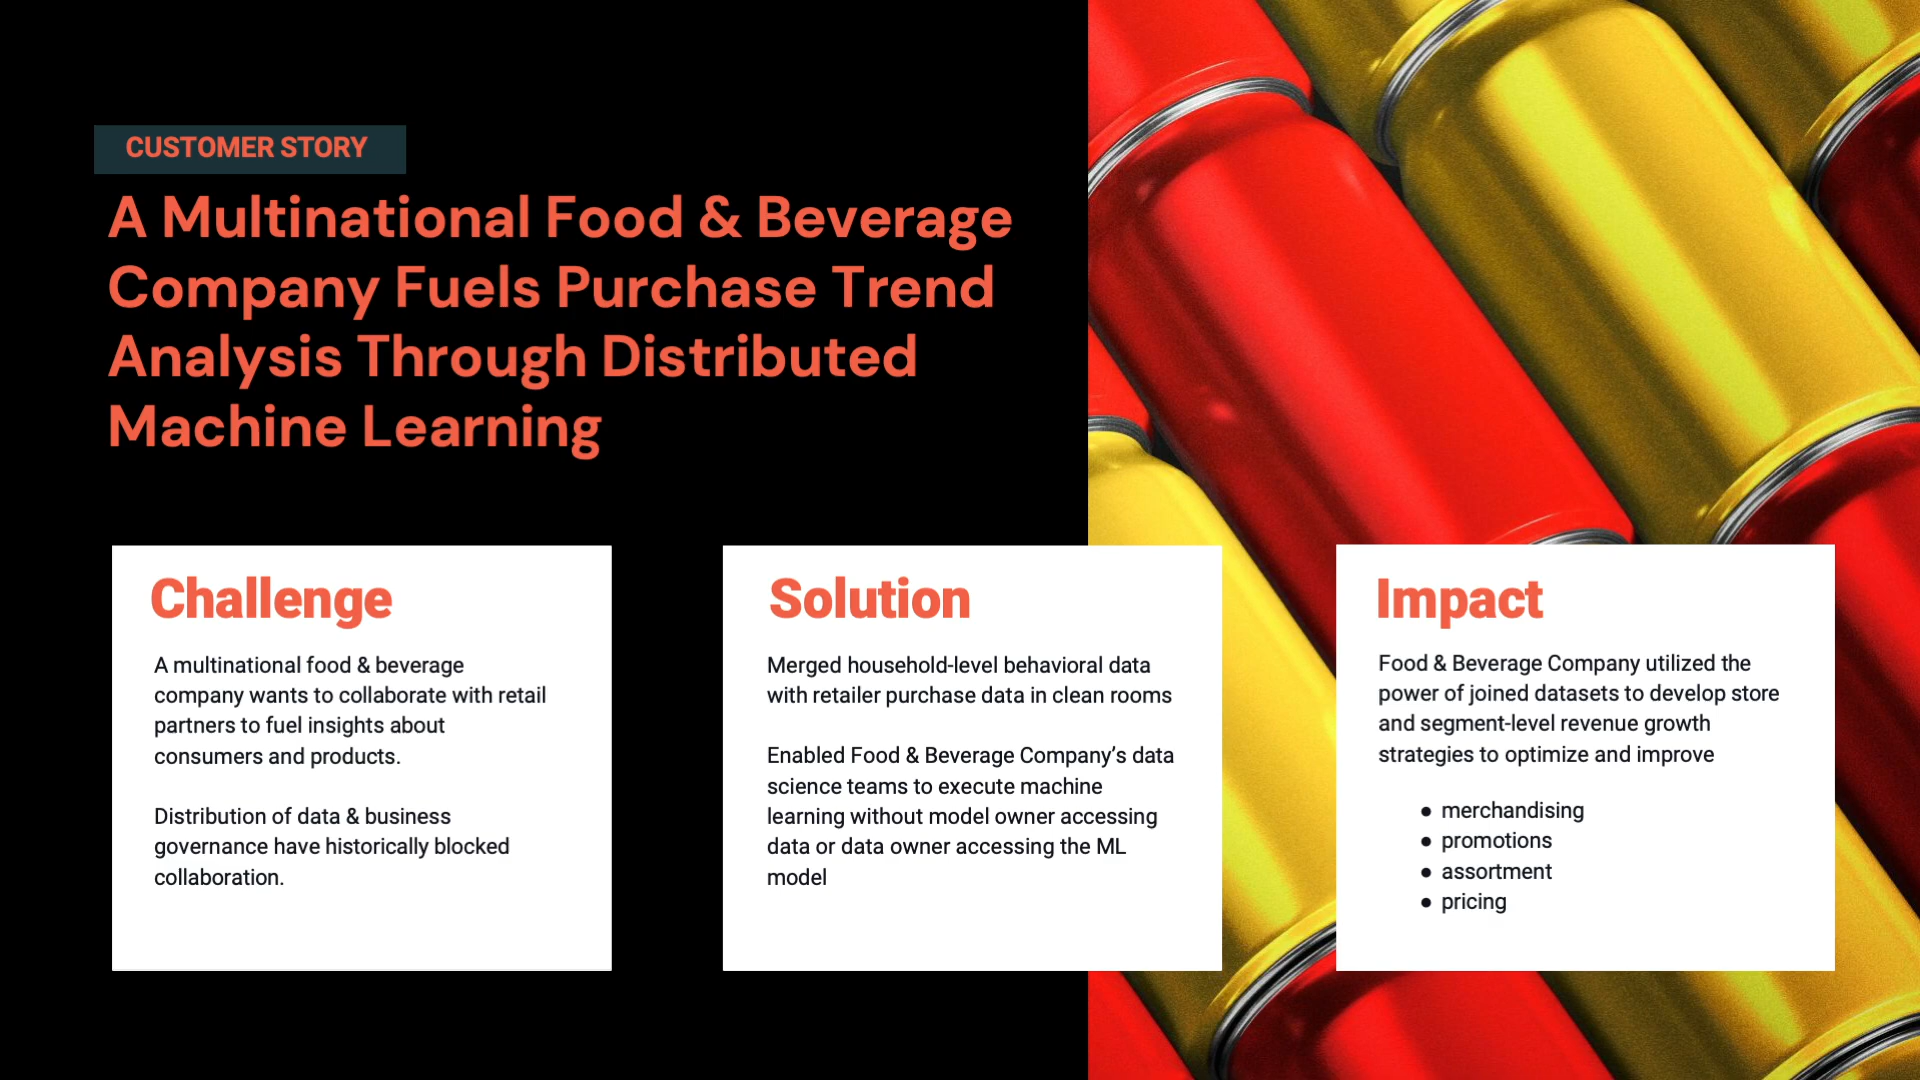 CUSTOMER STORY
A Multinational Food & Beverage
Company Fuels Purchase Trend
Analysis Through Distributed
Machine Learning
Challenge
A multinational food & beverage
company wants to collaborate with retail
partners to fuel insights about
consumers and products.
Distribution of data & business
governance have historically blocked
collaboration.
Solution
Merged household-level behavioral data
with retailer purchase data in clean rooms
Enabled Food & Beverage Company’s data
science teams to execute machine
learning without model owner accessing
data or data owner accessing the ML
model
Impact
Food & Beverage Company utilized the
power of joined datasets to develop store
and segment-level revenue growth
strategies to optimize and improve
● merchandising
● promotions
● assortment
● pricing